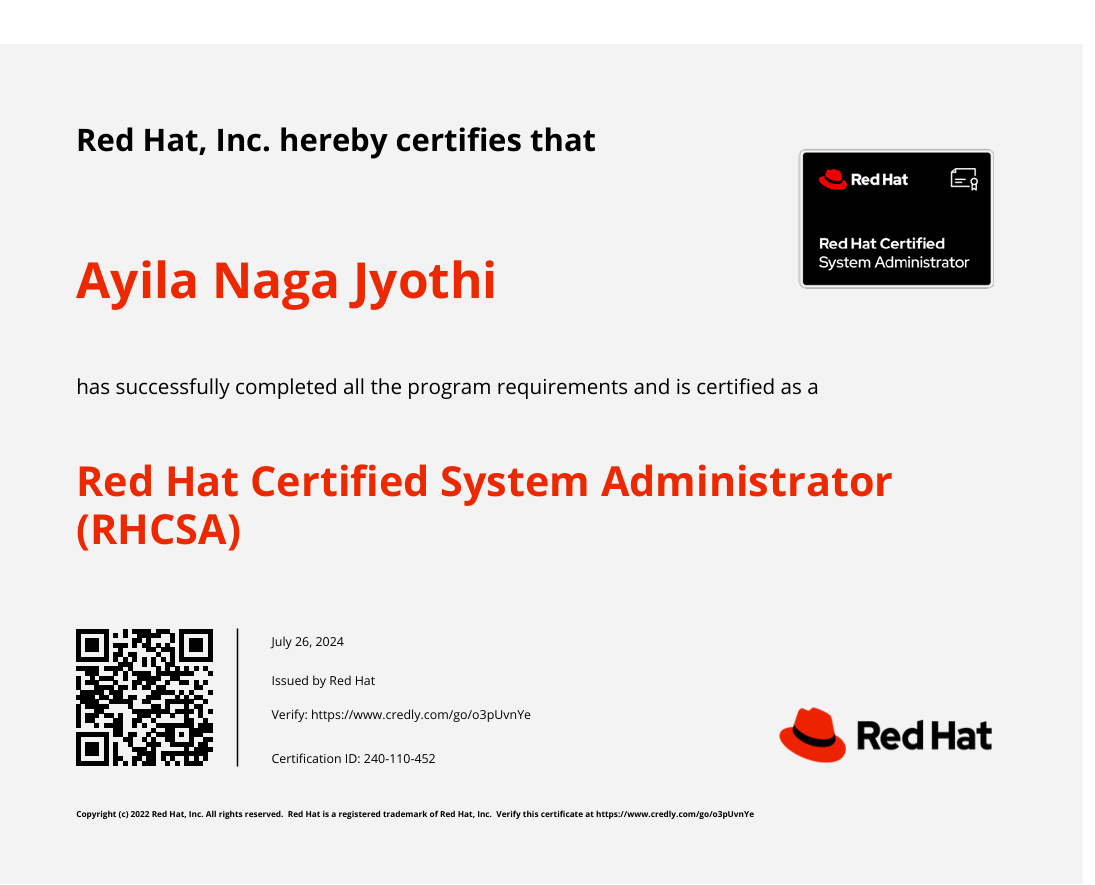 Red Hat, Inc. hereby certifies that
Red Hat
Red Hat Certified
System Administrator
Ayila Naga Jyothi
has successfully completed all the program requirements and is certified as a
Red Hat Certified System Administrator
(RHCSA)
July 26, 2024
Issued by Red Hat
Verify: https://www.credly.com/go/o3pUvnYe
Certification ID: 240-110-452
Red Hat
Copyright (c) 2022 Red Hat, Inc. All rights reserved.  Red Hat is a registered trademark of Red Hat, Inc.  Verify this certificate at https://www.credly.com/go/o3pUvnYe